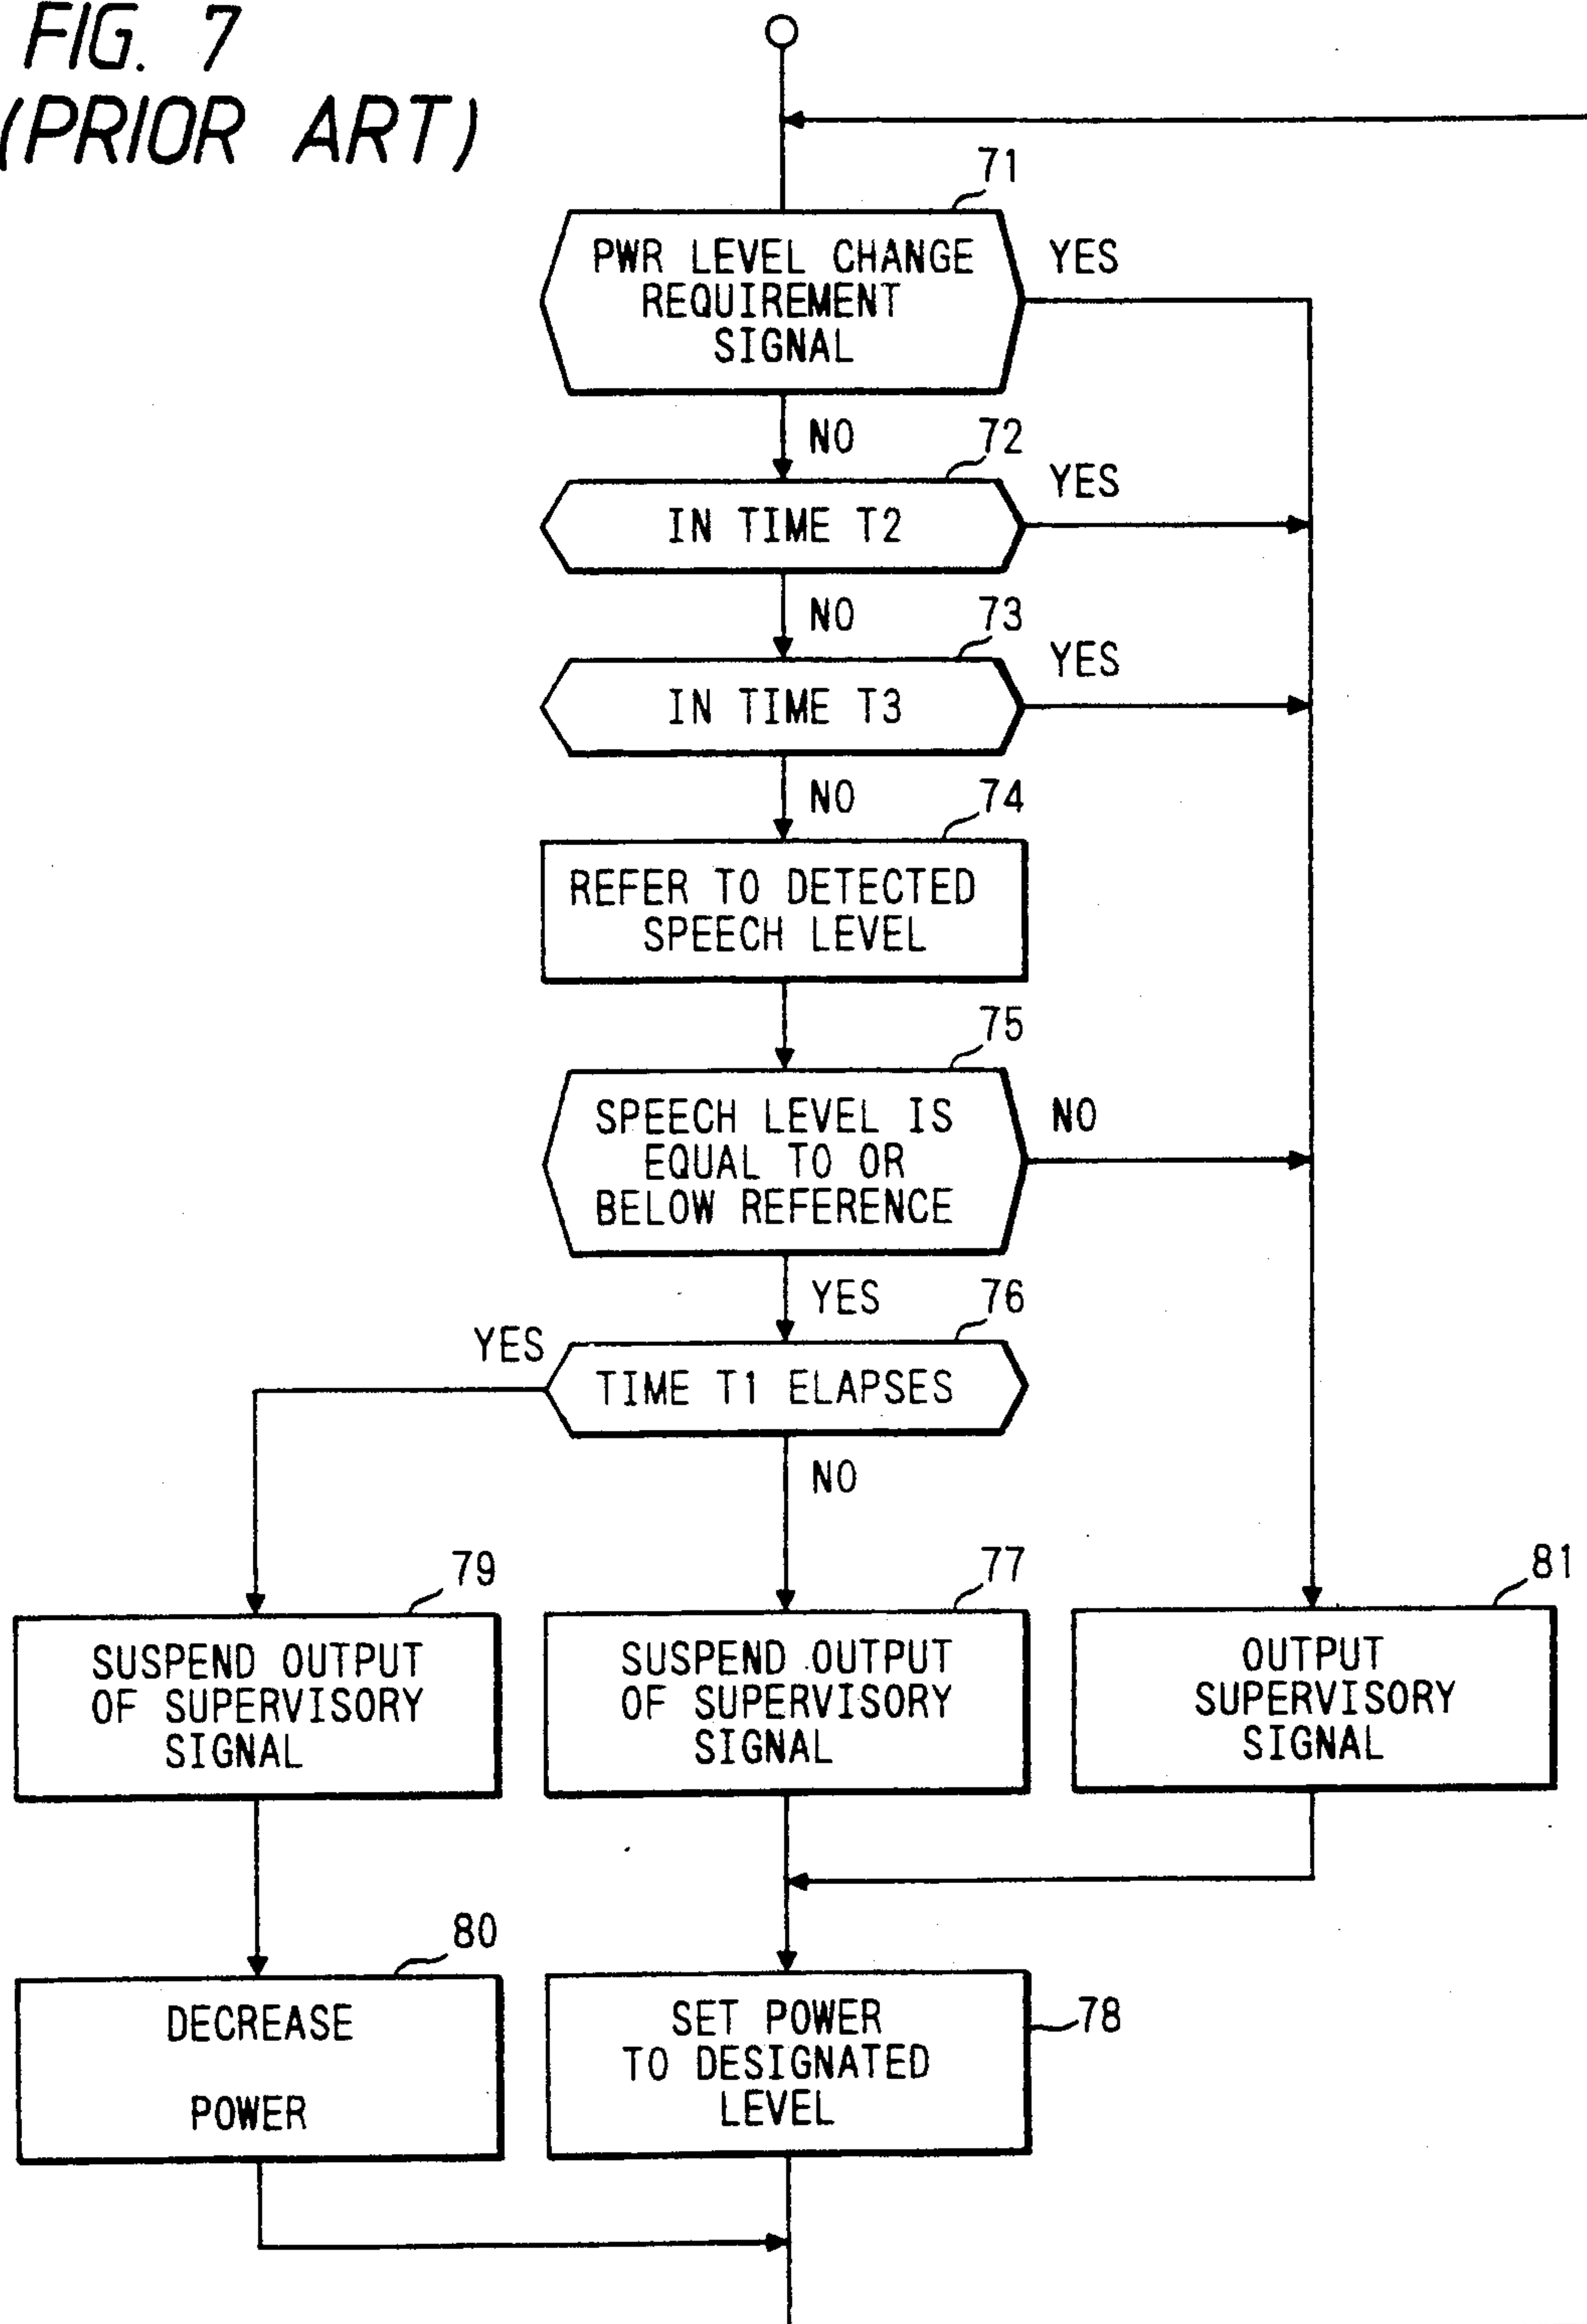 FIG. 7
(PRIOR ART)
71
PWR LEVEL CHANGE
REQUIREMENT
SIGNAL
YES
NO
72
IN TIME T2
YES
NO
73
IN TIME T3
YES
NO
74
REFER TO DETECTED
SPEECH LEVEL
75
SPEECH LEVEL IS
EQUAL TO OR
BELOW REFERENCE
NO
YES
76
YES
TIME T1 ELAPSES
NO
79
SUSPEND OUTPUT
OF SUPERVISORY
SIGNAL
77
SUSPEND OUTPUT
OF SUPERVISORY
SIGNAL
81
OUTPUT
SUPERVISORY
SIGNAL
80
DECREASE
POWER
SET POWER
TO DESIGNATED
LEVEL
78